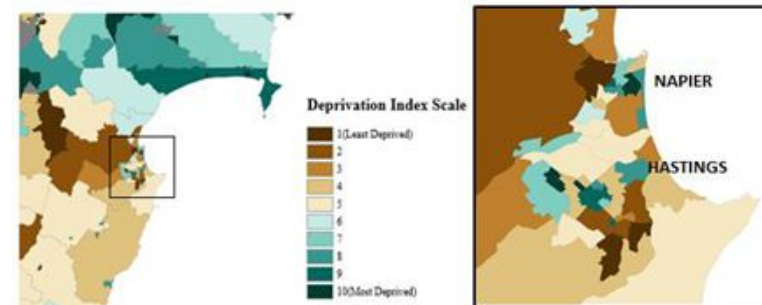 Deprivation Index Scale
1(Least Deprived)
2
3
4
5
6
7
8
9
10(Most Deprived)
NAPIER
HASTINGS